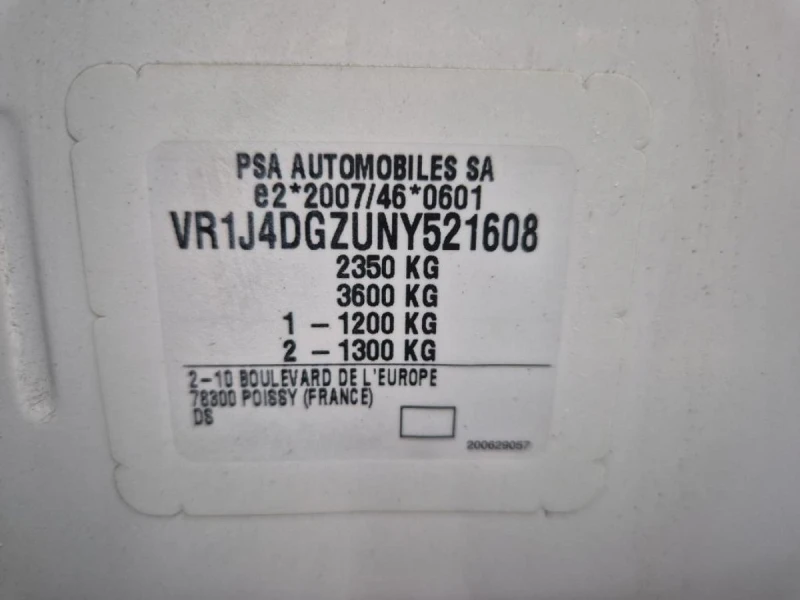 PSA AUTOMOBILES SA
e2*2007/46*0601
VR1J4DGZUNY521608
2350 KG
3600 KG
1 - 1200 KG
2 - 1300 KG
2-10 BOULEVARD DE L'EUROPE
78300 POISSY (FRANCE)
DS
200629057